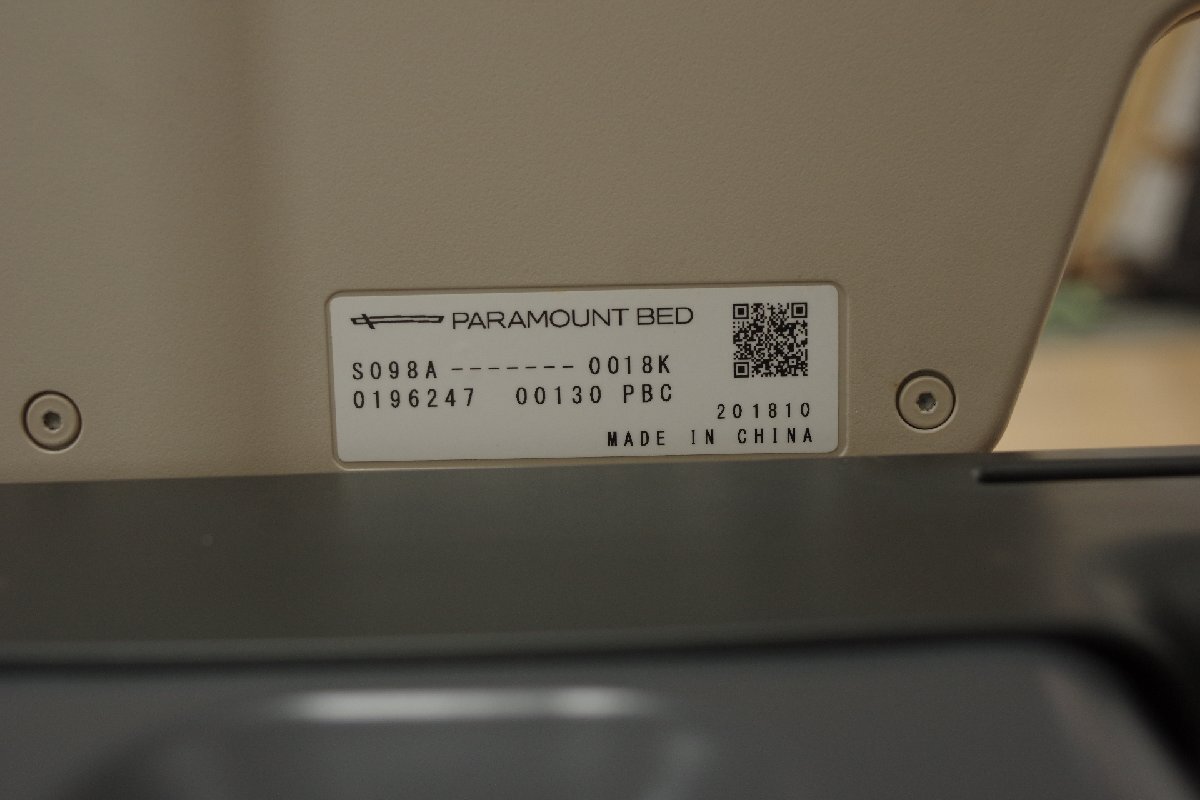 PARAMOUNT BED
S098A ------- 0018K
0196247 00130 PBC
201810
MADE IN CHINA